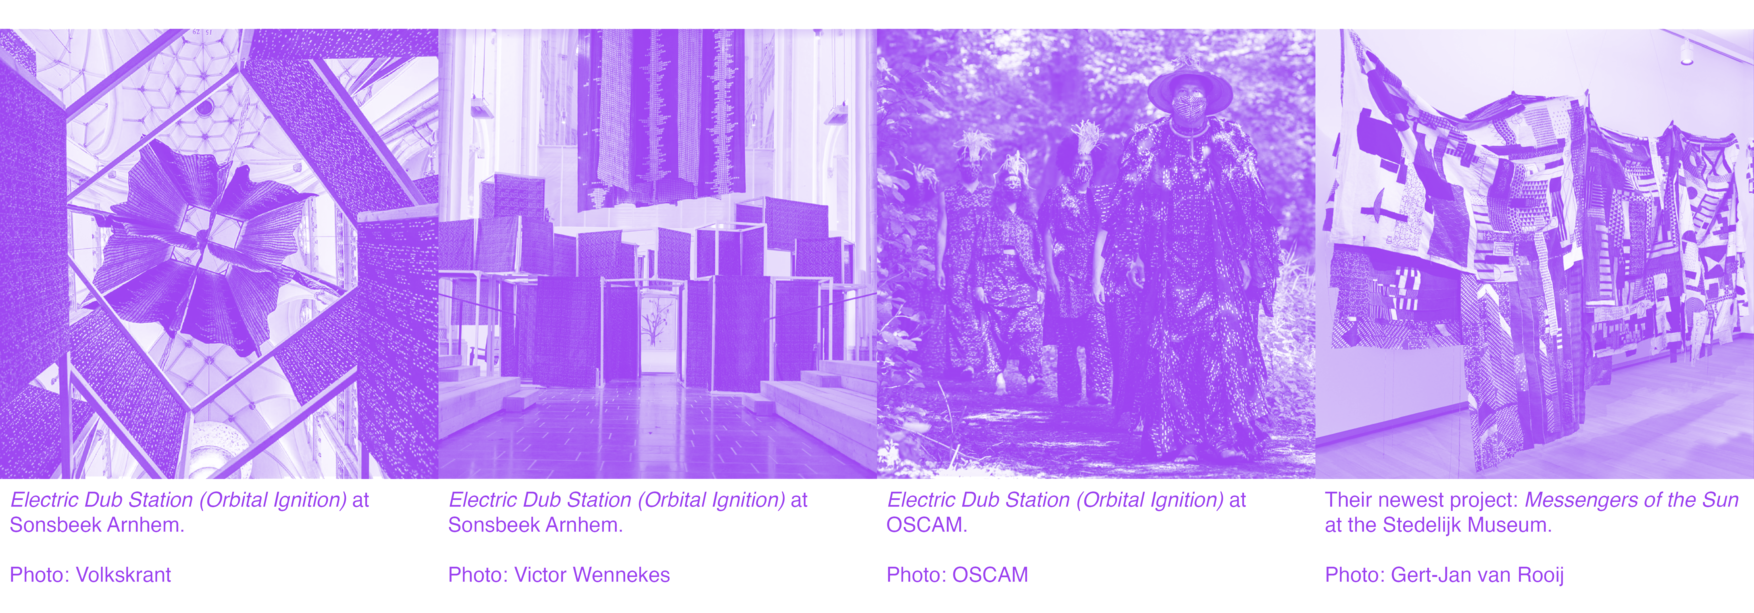 Electric Dub Station (Orbital Ignition) at
Sonsbeek Arnhem.
Photo: Volkskrant
Electric Dub Station (Orbital Ignition) at
Sonsbeek Arnhem.
Photo: Victor Wennekes
Electric Dub Station (Orbital Ignition) at
OSCAM.
Photo: OSCAM
Their newest project: Messengers of the Sun
at the Stedelijk Museum.
Photo: Gert-Jan van Rooij